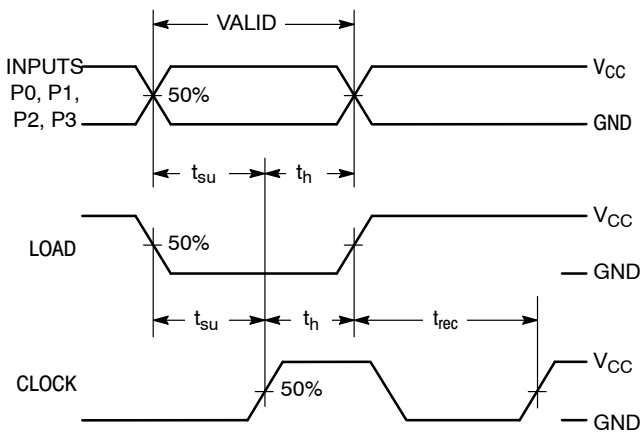 VALID
INPUTS
P0, P1,
P2, P3
50%
VCC
GND
tsu
th
LOAD
50%
VCC
GND
tsu
th
trec
CLOCK
50%
VCC
GND